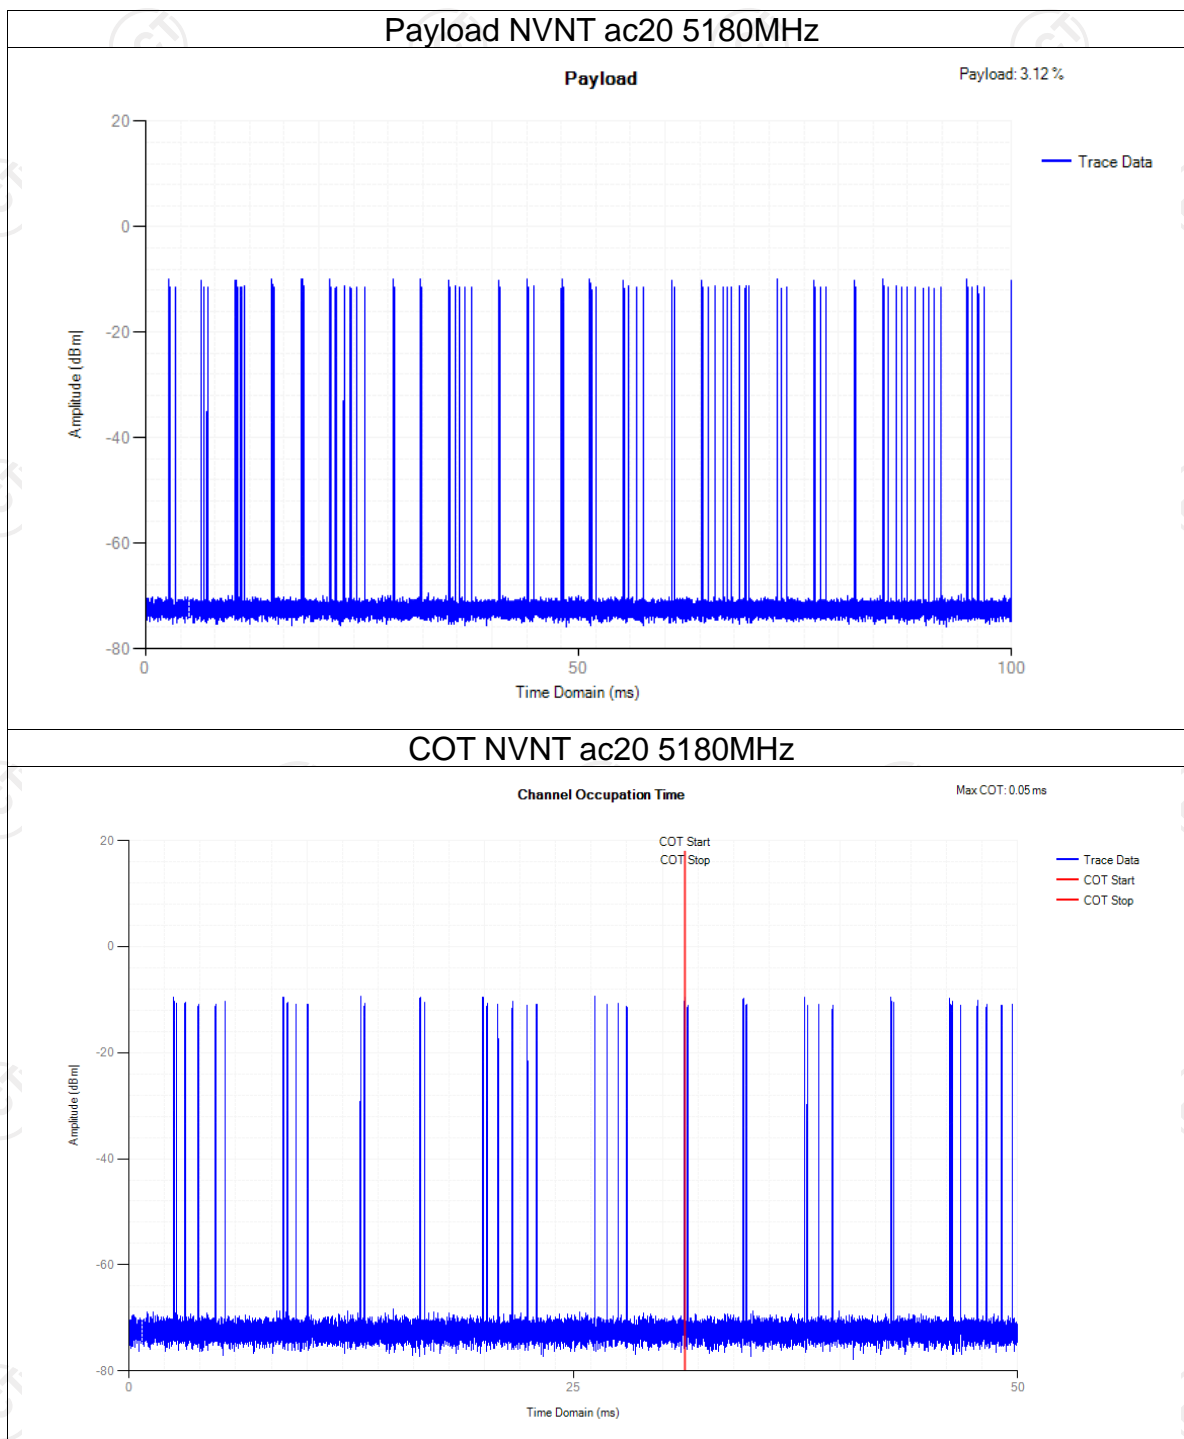 Payload NVNT ac20 5180MHz
Payload
Payload: 3.12 %
20
0
-20
-40
-60
-80
Amplitude (dBm)
Trace Data
0
50
100
Time Domain (ms)
COT NVNT ac20 5180MHz
Channel Occupation Time
Max COT: 0.05 ms
COT Start
COT Stop
20
0
-20
-40
-60
-80
Amplitude (dBm)
Trace Data
COT Start
COT Stop
0
25
50
Time Domain (ms)